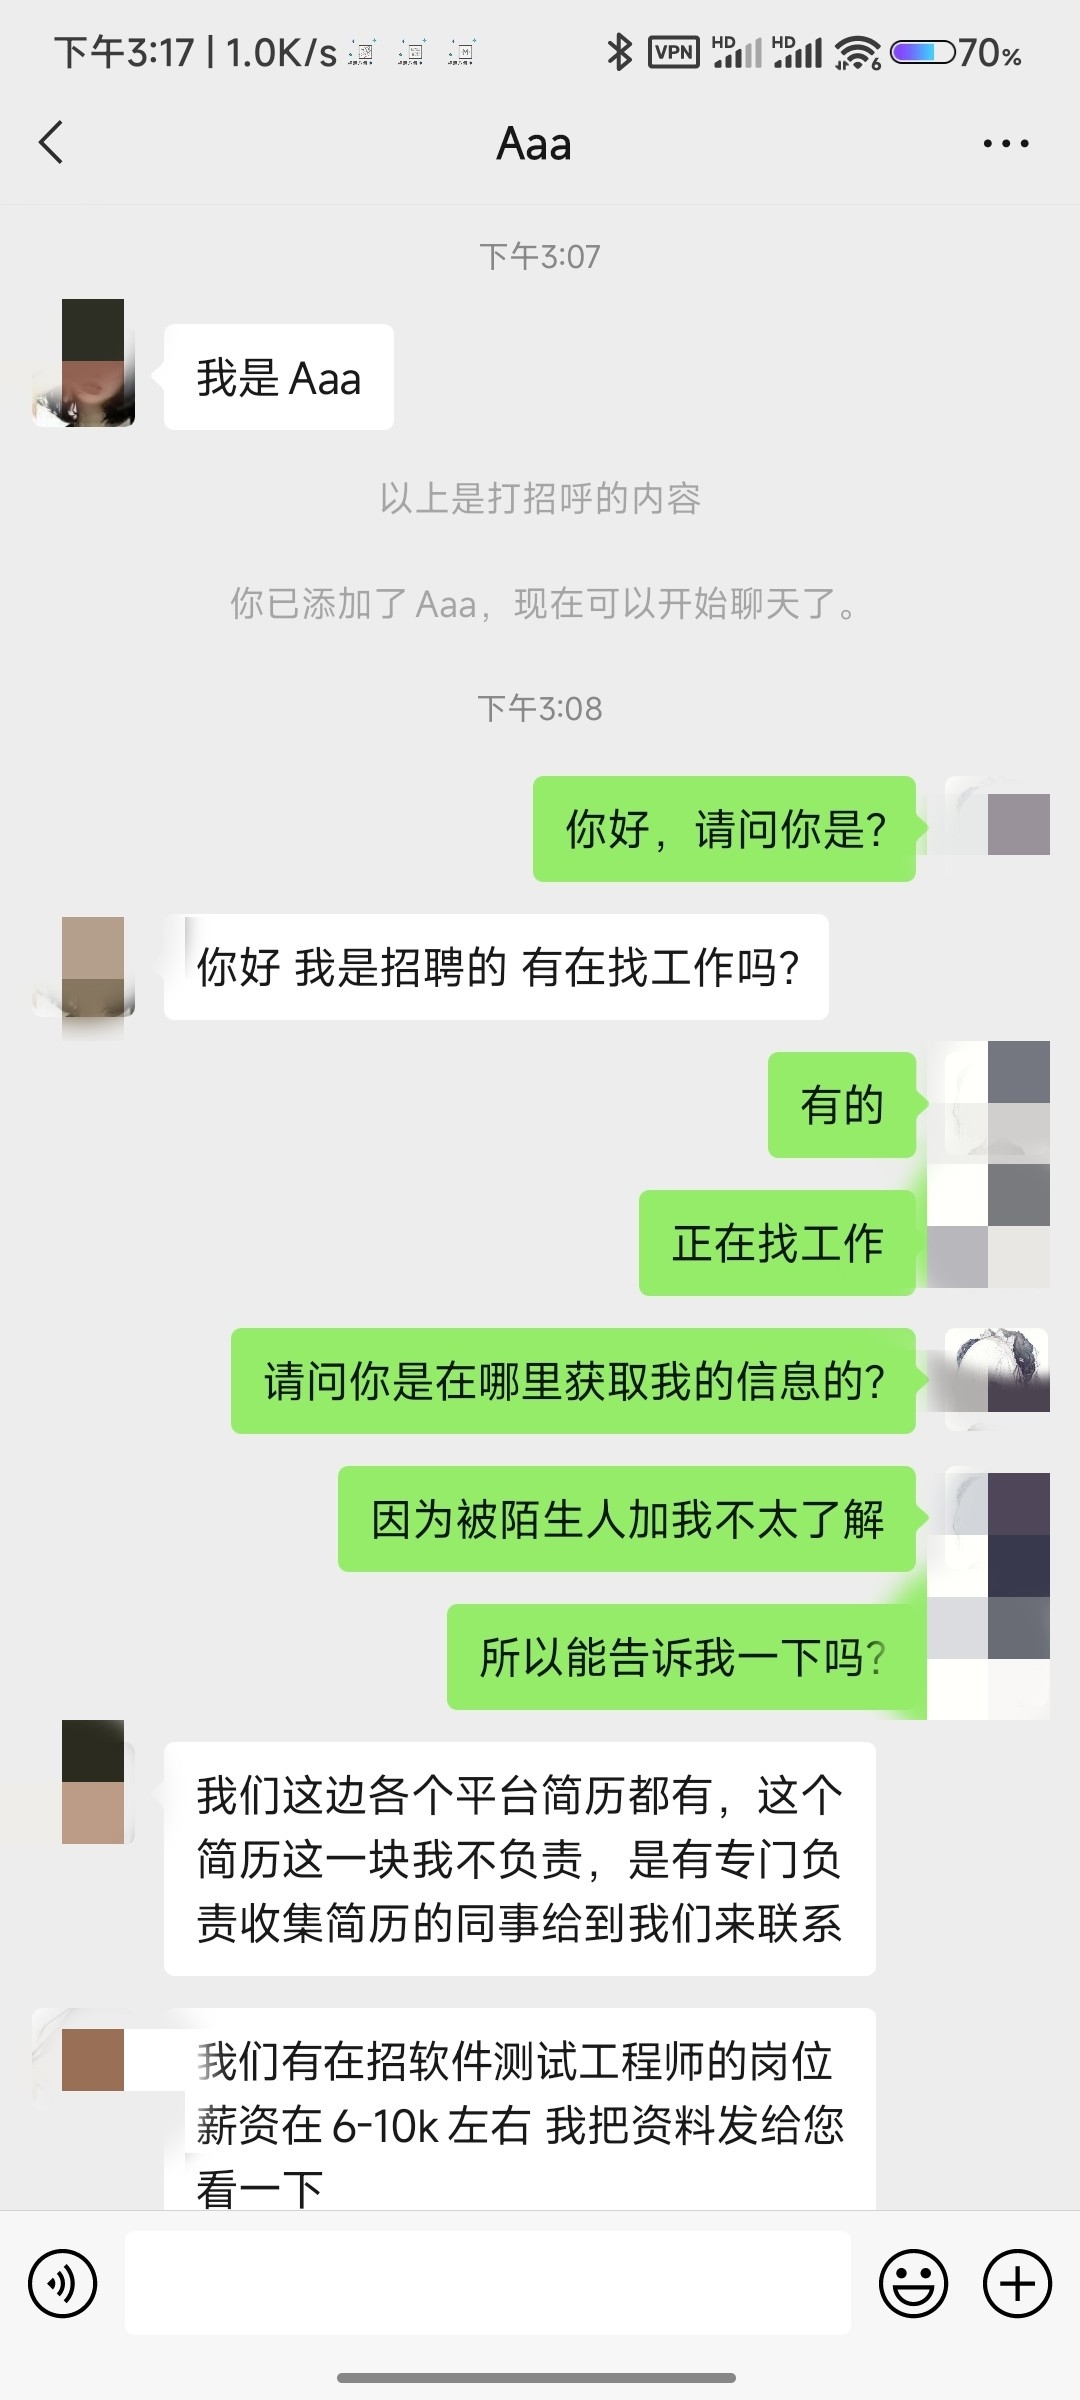 下午3:17 | 1.0K/s
VPN HD HD 6 70%
Aaa
下午3:07
我是 Aaa
以上是打招呼的内容
你已添加了 Aaa，现在可以开始聊天了。
下午3:08
你好，请问你是？
你好 我是招聘的 有在找工作吗？
有的
正在找工作
请问你是在哪里获取我的信息的？
因为被陌生人加我不太了解
所以能告诉我一下吗？
我们这边各个平台简历都有，这个
简历这一块我不负责，是有专门负
责收集简历的同事给到我们来联系
我们有在招软件测试工程师的岗位
薪资在 6-10k 左右 我把资料发给您
看一下